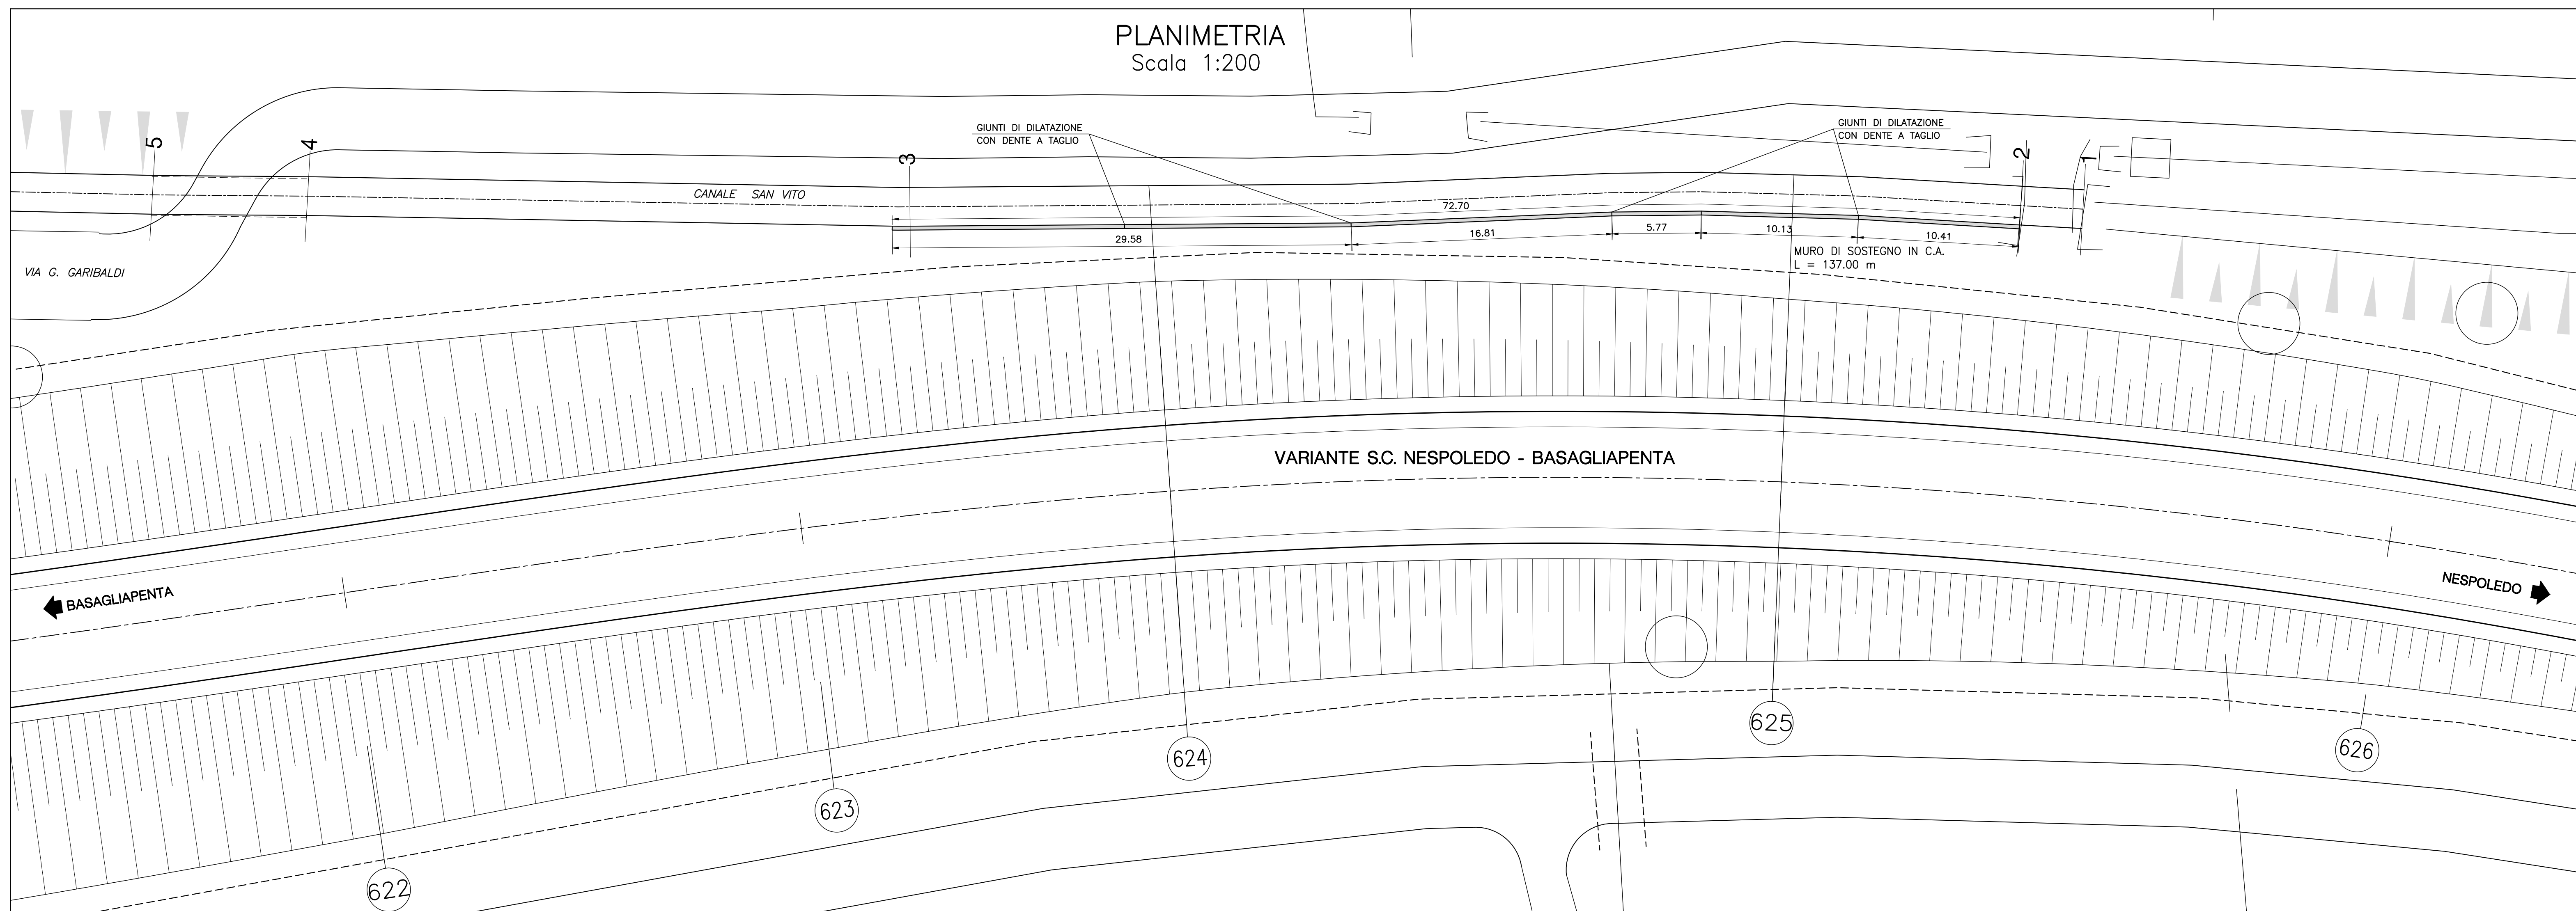 PLANIMETRIA
Scala 1:200
GIUNTI DI DILATAZIONE
CON DENTE A TAGLIO
GIUNTI DI DILATAZIONE
CON DENTE A TAGLIO
5
4
3
2
1
CANALE SAN VITO
72.70
29.58
16.81
5.77
10.13
10.41
MURO DI SOSTEGNO IN C.A.
L = 137.00 m
VIA G. GARIBALDI
VARIANTE S.C. NESPOLEDO - BASAGLIAPENTA
BASAGLIAPENTA
NESPOLEDO
622
623
624
625
626